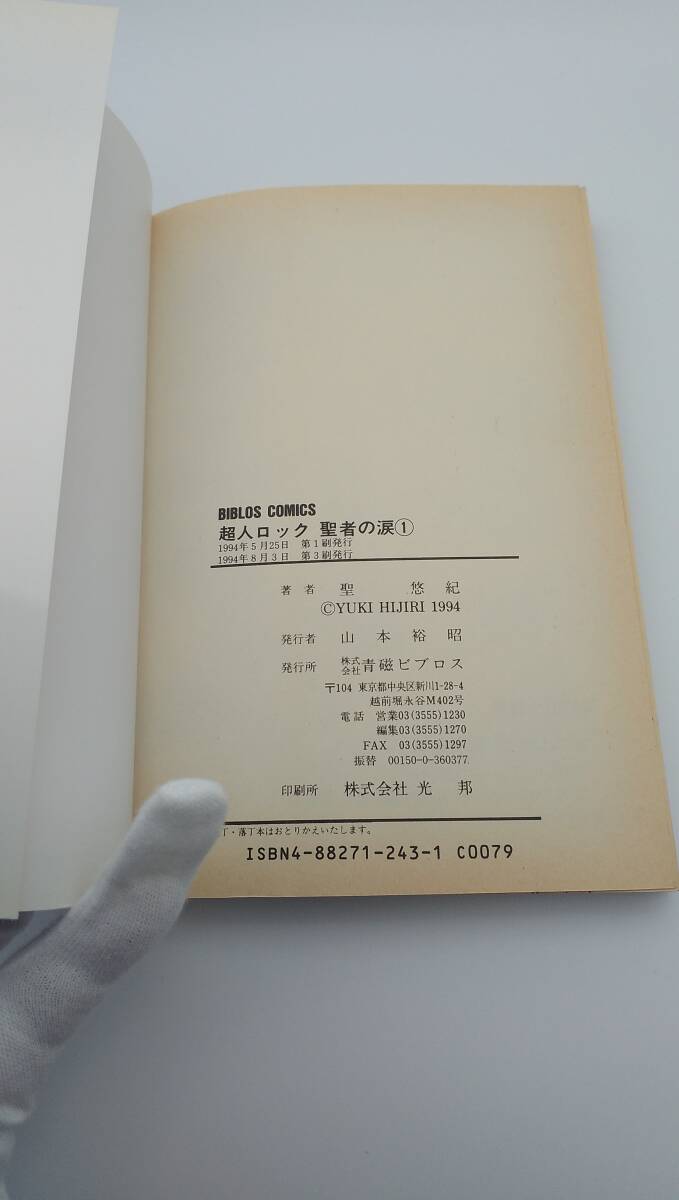 BIBLOS COMICS
超人ロック 聖者の涙①
1994年5月25日 第1刷発行
1994年8月3日 第3刷発行
著者 聖 悠紀
©YUKI HIJIRI 1994
発行者 山本裕昭
発行所 株式会社青磁ビブロス
〒104 東京都中央区新川1-28-4
越前堀永谷M402号
電話 営業03(3555)1230
編集03(3555)1270
FAX 03(3555)1297
振替 00150-0-360377
印刷所 株式会社 光邦
丁・落丁本はおとりかえいたします。
ISBN4-88271-243-1 C0079